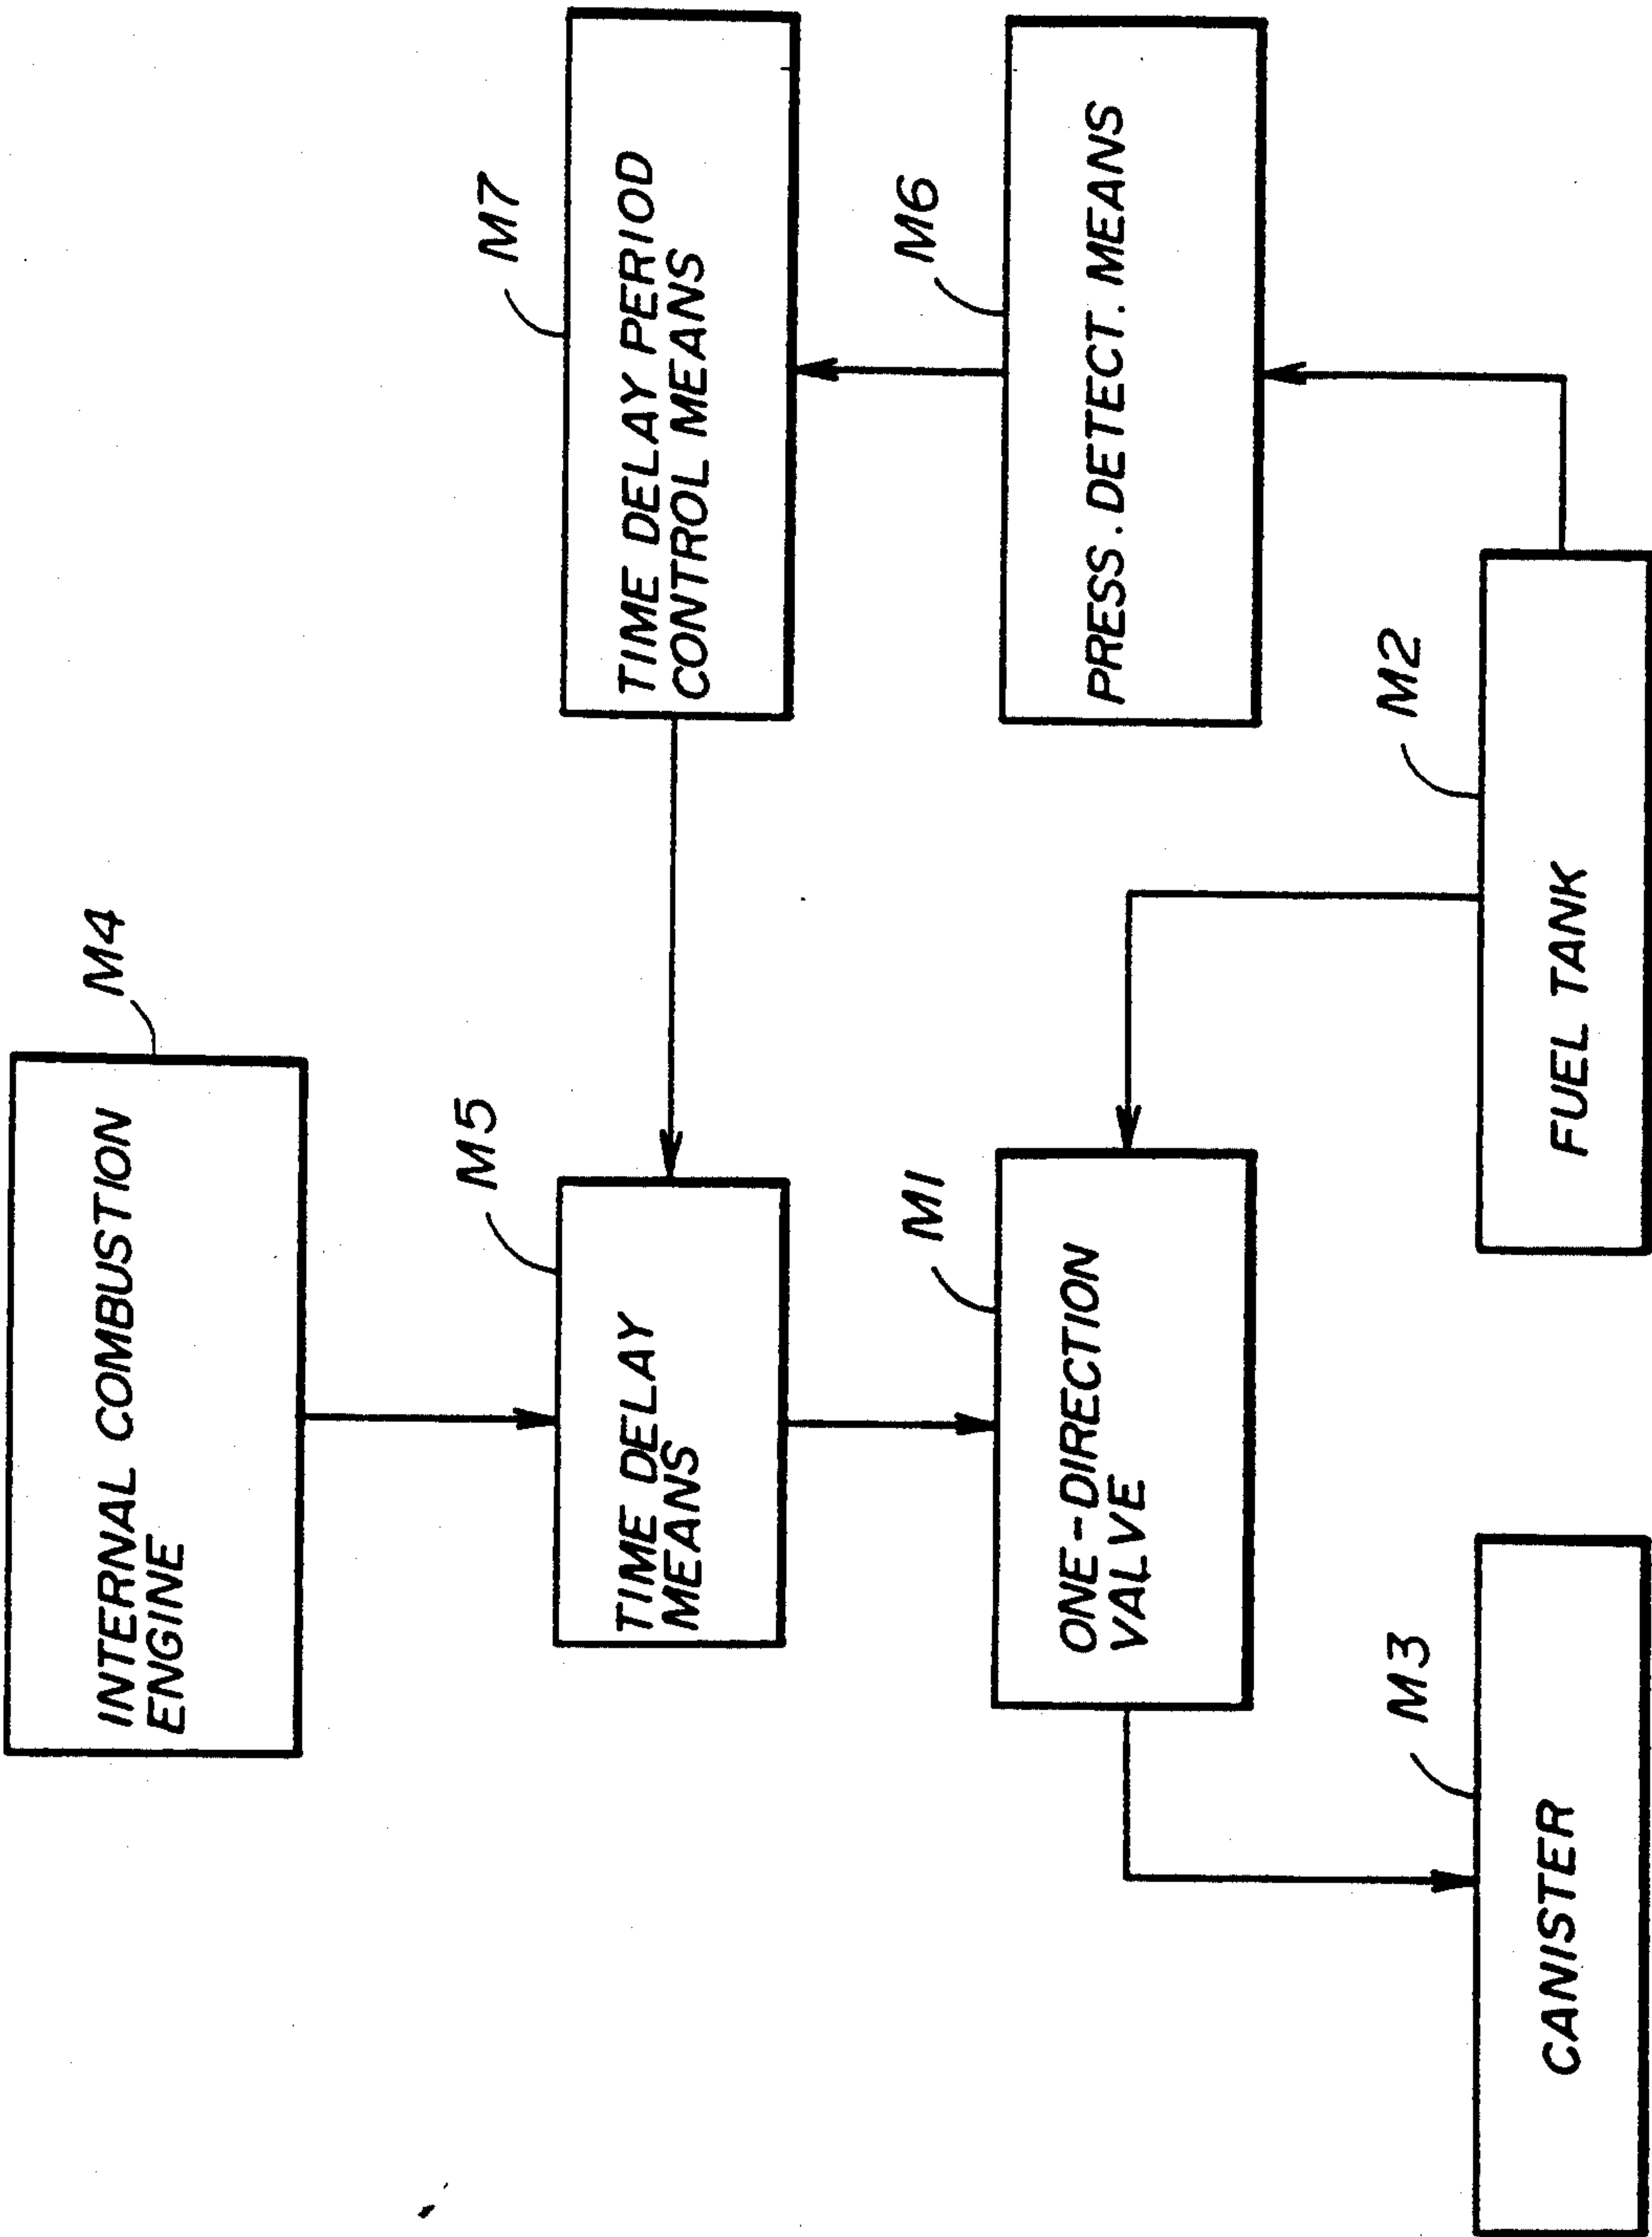 M4
INTERNAL COMBUSTION
ENGINE
M5
TIME DELAY
MEANS
M7
TIME DELAY PERIOD
CONTROL MEANS
M1
ONE-DIRECTION
VALVE
M6
PRESS. DETECT. MEANS
M3
CANISTER
M2
FUEL TANK